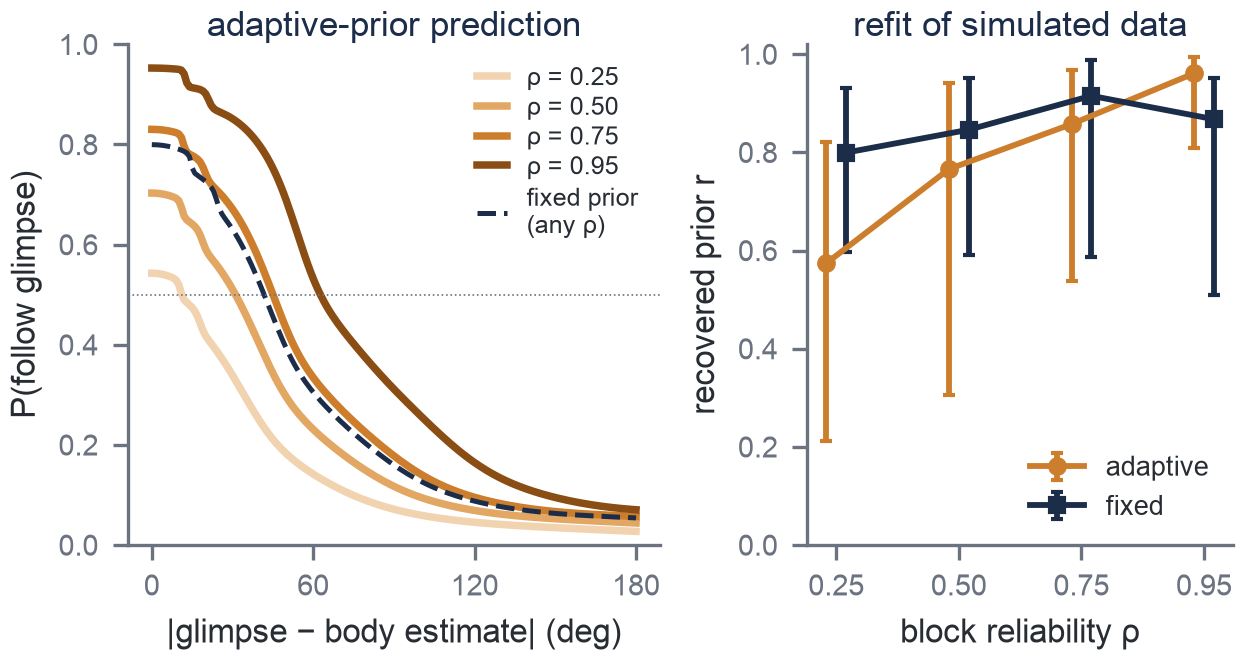 adaptive-prior prediction
P(follow glimpse)
1.0
0.8
0.6
0.4
0.2
0.0
ρ = 0.25
ρ = 0.50
ρ = 0.75
ρ = 0.95
fixed prior
(any ρ)
0
60
120
180
|glimpse − body estimate| (deg)
refit of simulated data
recovered prior r
1.0
0.8
0.6
0.4
0.2
0.0
adaptive
fixed
0.25
0.50
0.75
0.95
block reliability ρ